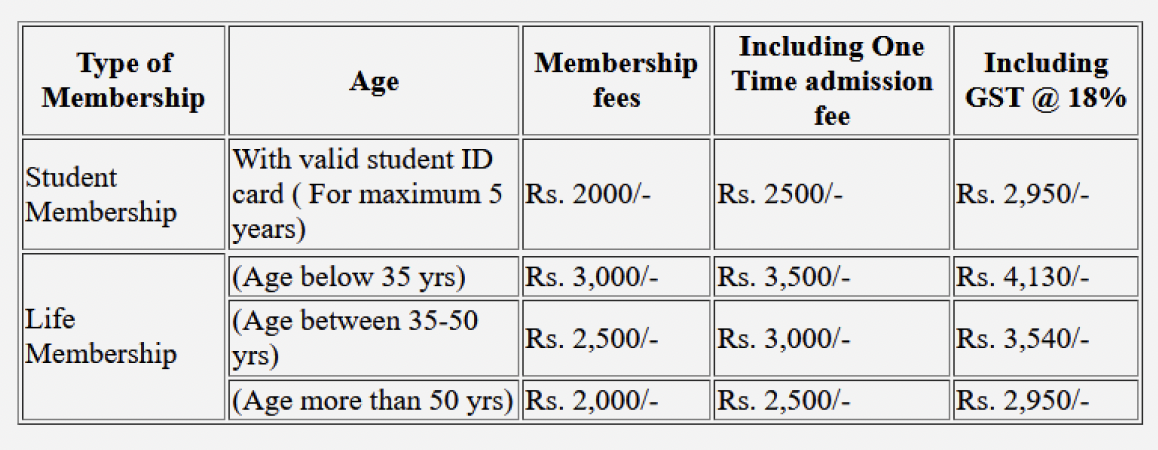 Type of
Membership
Age
Membership
fees
Including One
Time admission
fee
Including
GST @ 18%
Student
Membership
With valid student ID
card ( For maximum 5
years)
Rs. 2000/-
Rs. 2500/-
Rs. 2,950/-
Life
Membership
(Age below 35 yrs)
Rs. 3,000/-
Rs. 3,500/-
Rs. 4,130/-
(Age between 35-50
yrs)
Rs. 2,500/-
Rs. 3,000/-
Rs. 3,540/-
(Age more than 50 yrs)
Rs. 2,000/-
Rs. 2,500/-
Rs. 2,950/-